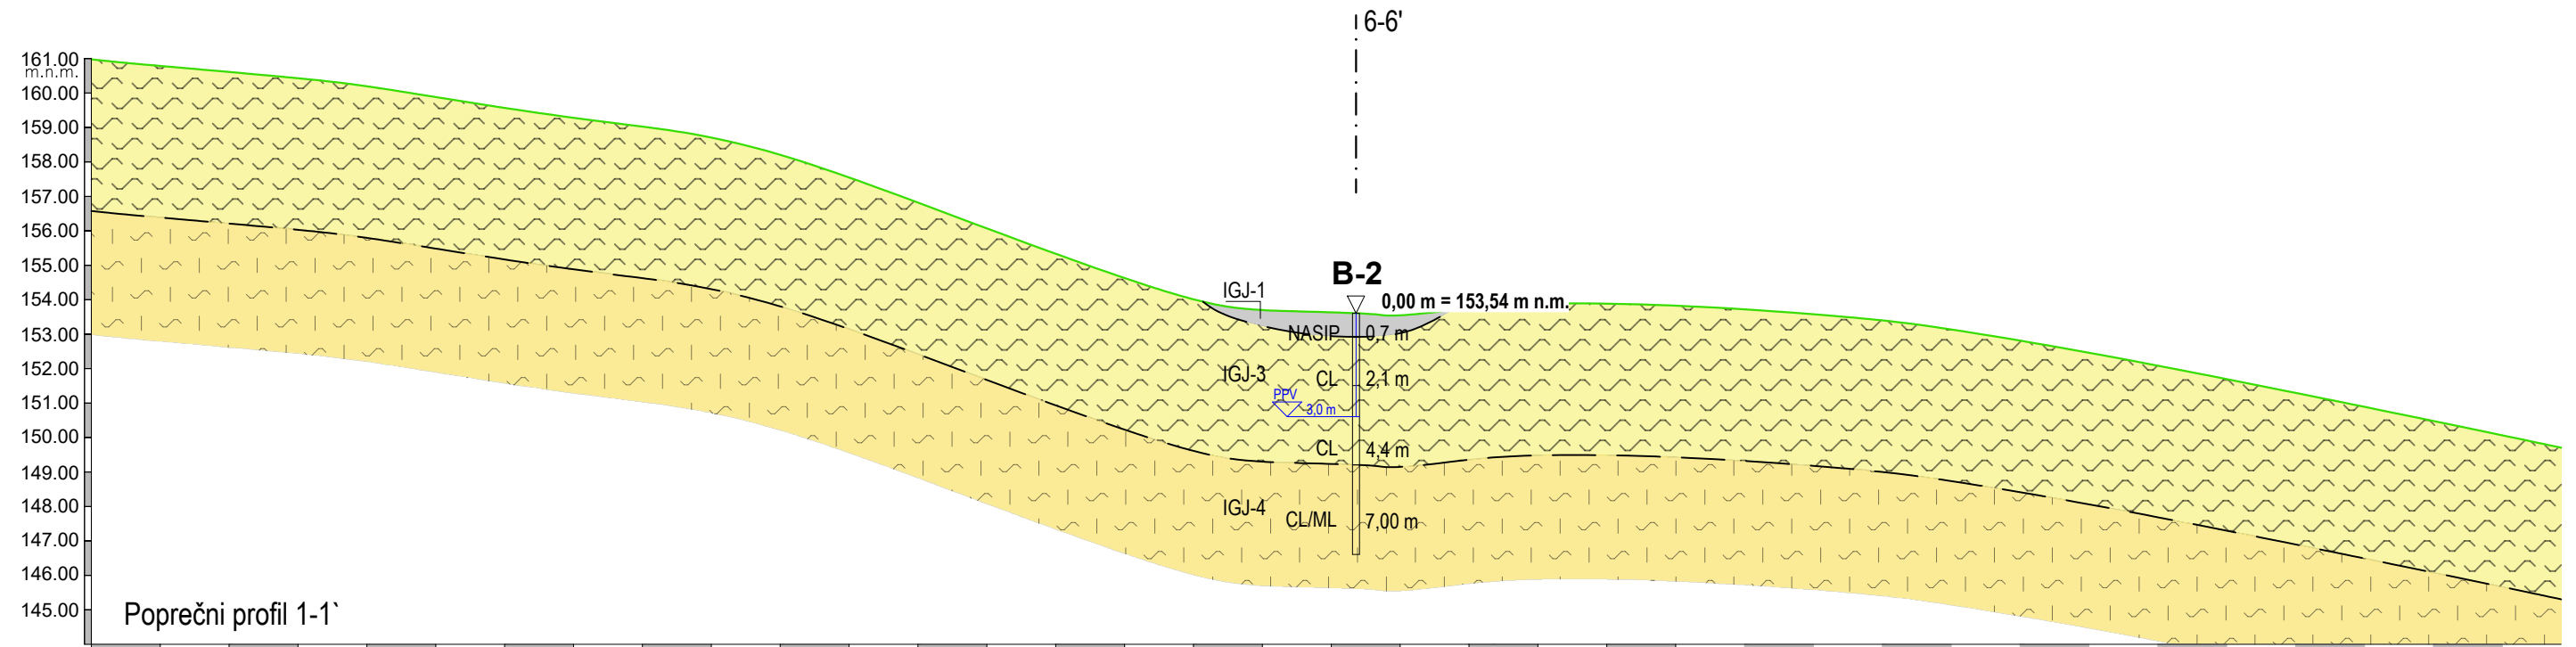 6-6'
161.00
m.n.m.
160.00
159.00
158.00
157.00
156.00
155.00
154.00
153.00
152.00
151.00
150.00
149.00
148.00
147.00
146.00
145.00
B-2
0,00 m = 153,54 m n.m.
IGJ-1
NASIP 0,7 m
IGJ-3
CL 2,1 m
PPV
3,0 m
CL 4,4 m
IGJ-4
CL/ML 7,00 m
Poprečni profil 1-1`